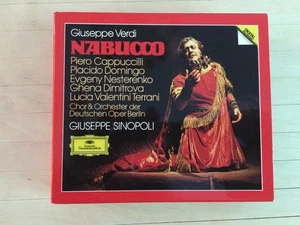 Giuseppe Verdi
NABUCCO
Piero Cappuccilli
Placido Domingo
Evgeny Nesterenko
Ghena Dimitrova
Lucia Valentini Terrani
Chor & Orchester der
Deutschen Oper Berlin
GIUSEPPE SINOPOLI